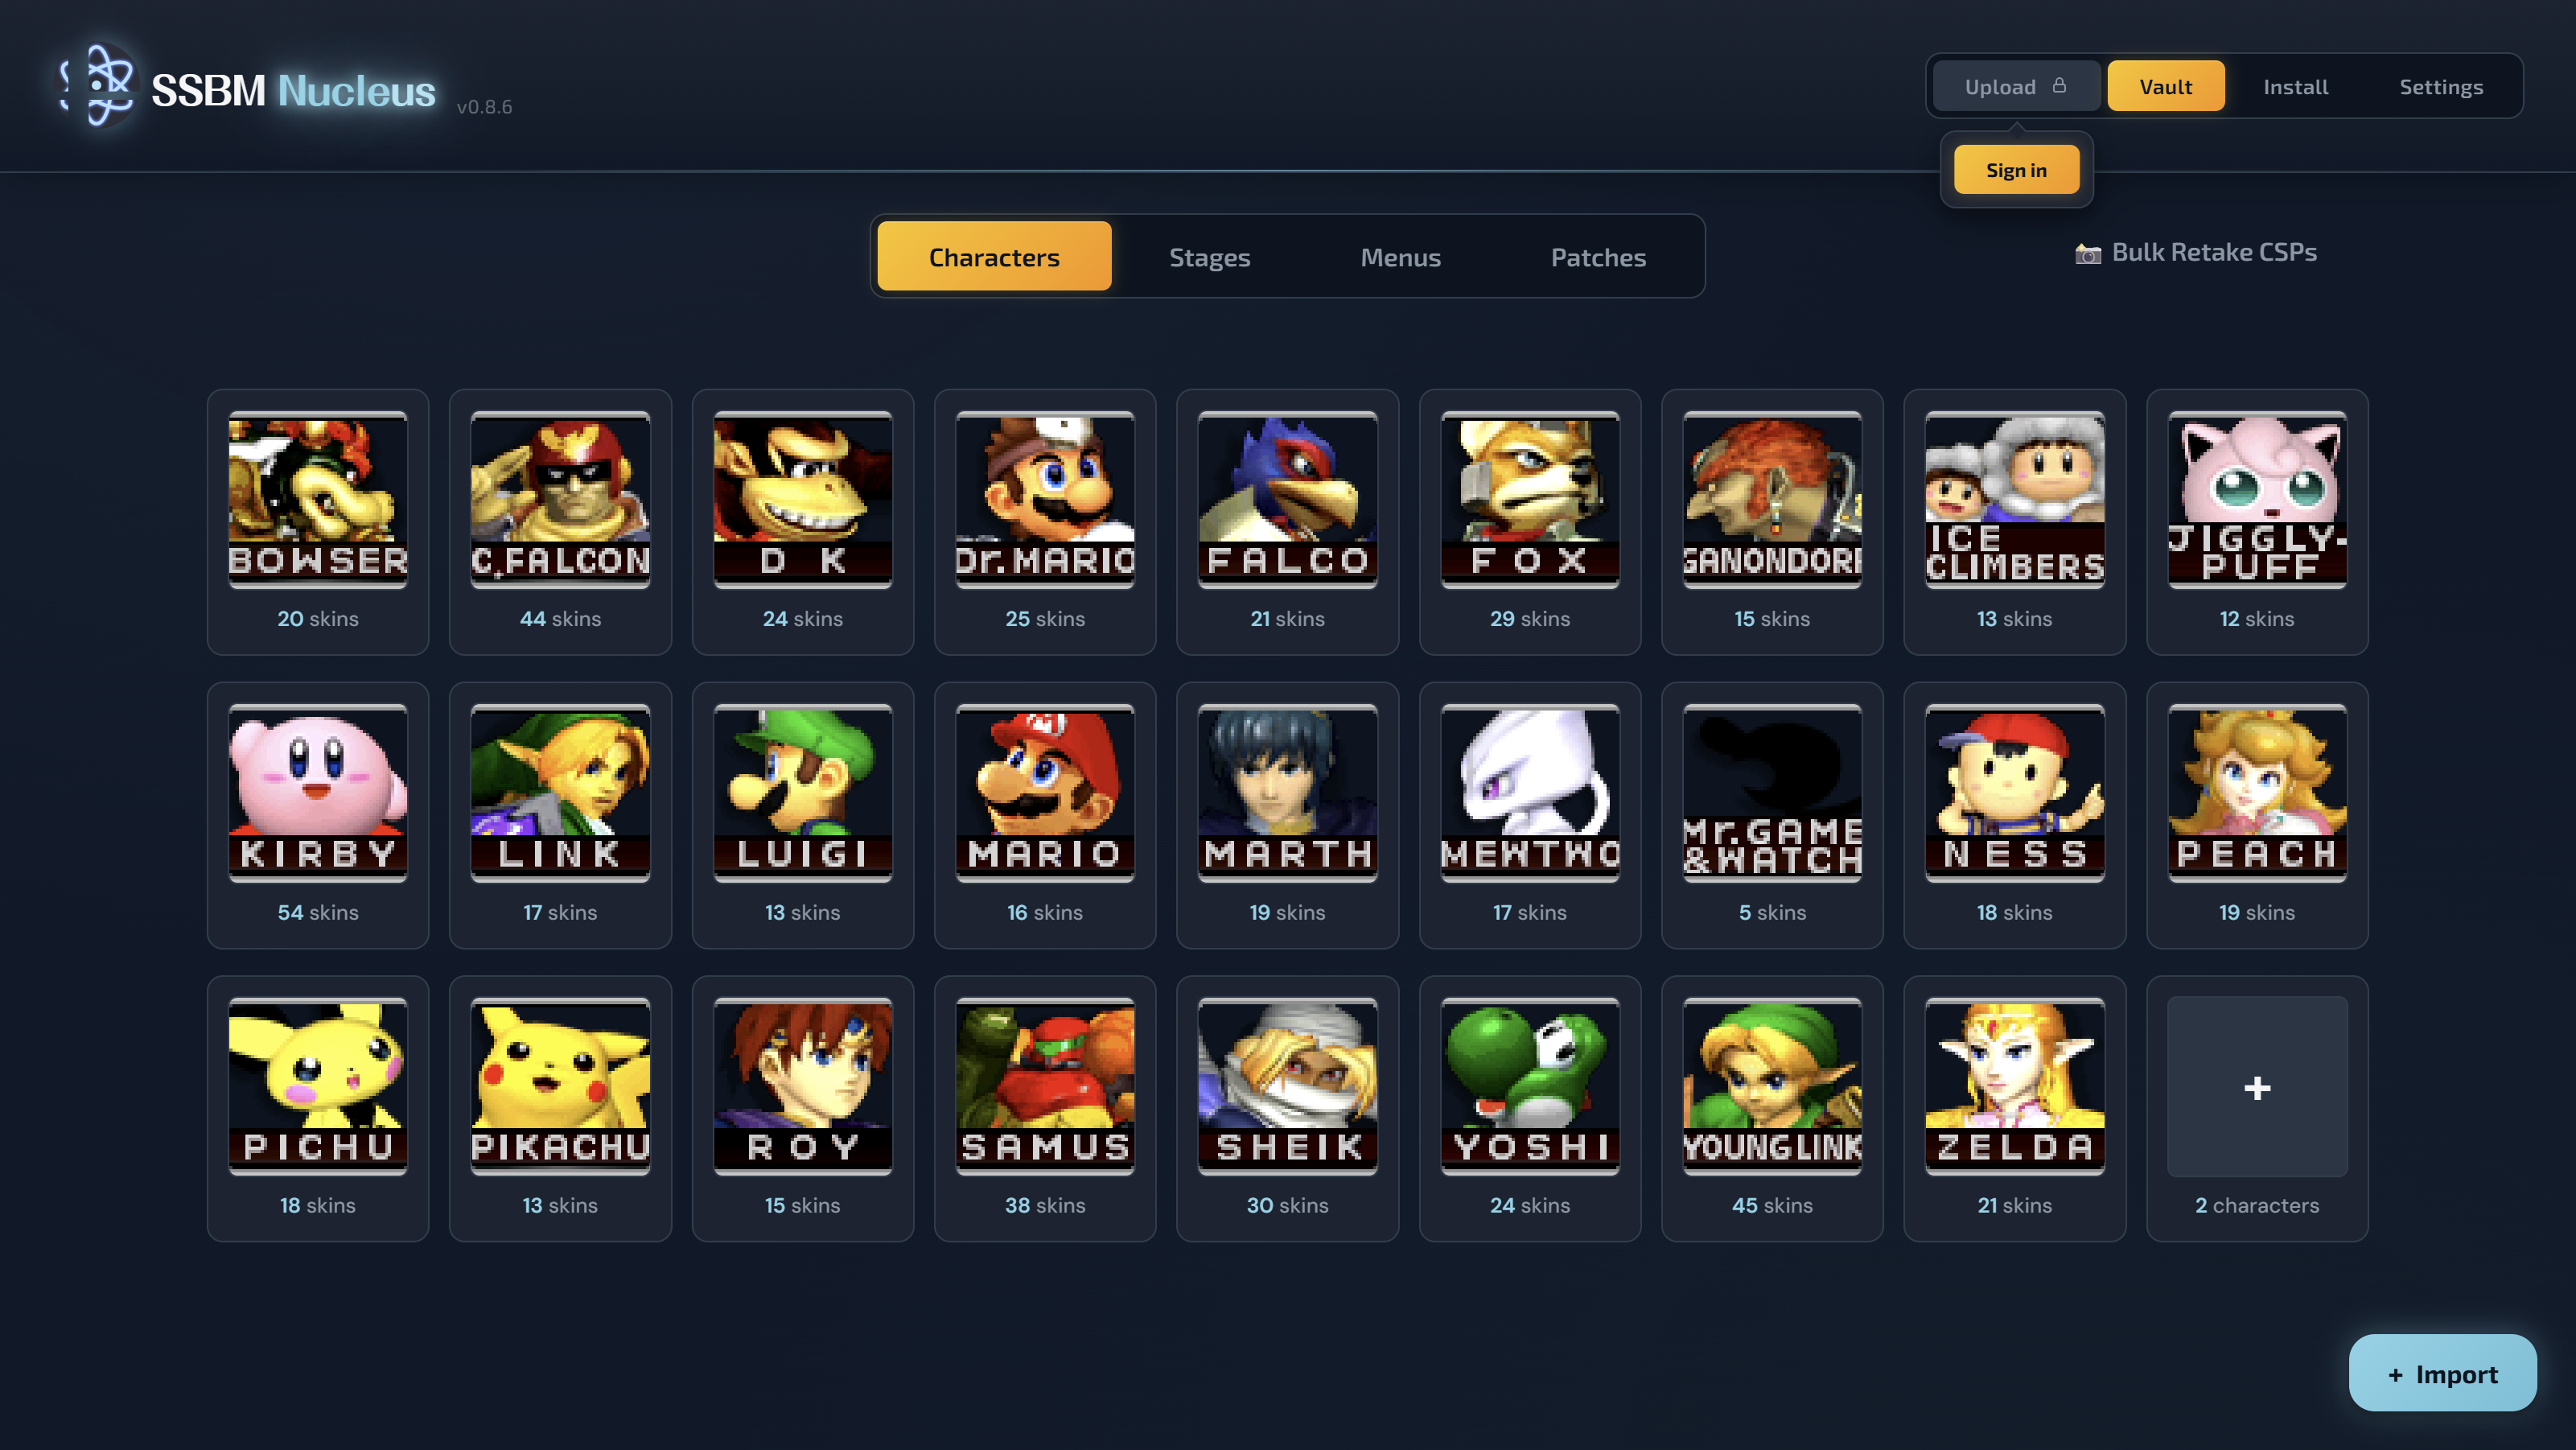 SSBM Nucleus v0.8.6
Upload Vault Install Settings
Sign in
Characters Stages Menus Patches
Bulk Retake CSPs
BOWSER C.FALCON D K Dr.MARIO FALCO FOX GANONDORF ICE CLIMBERS JIGGLY-PUFF
20 skins 44 skins 24 skins 25 skins 21 skins 29 skins 15 skins 13 skins 12 skins
KIRBY LINK LUIGI MARIO MARTH MEWTWO Mr.GAME &WATCH NESS PEACH
54 skins 17 skins 13 skins 16 skins 19 skins 17 skins 5 skins 18 skins 19 skins
PICHU PIKACHU ROY SAMUS SHEIK YOSHI YOUNG LINK ZELDA +
18 skins 13 skins 15 skins 38 skins 30 skins 24 skins 45 skins 21 skins 2 characters
+ Import